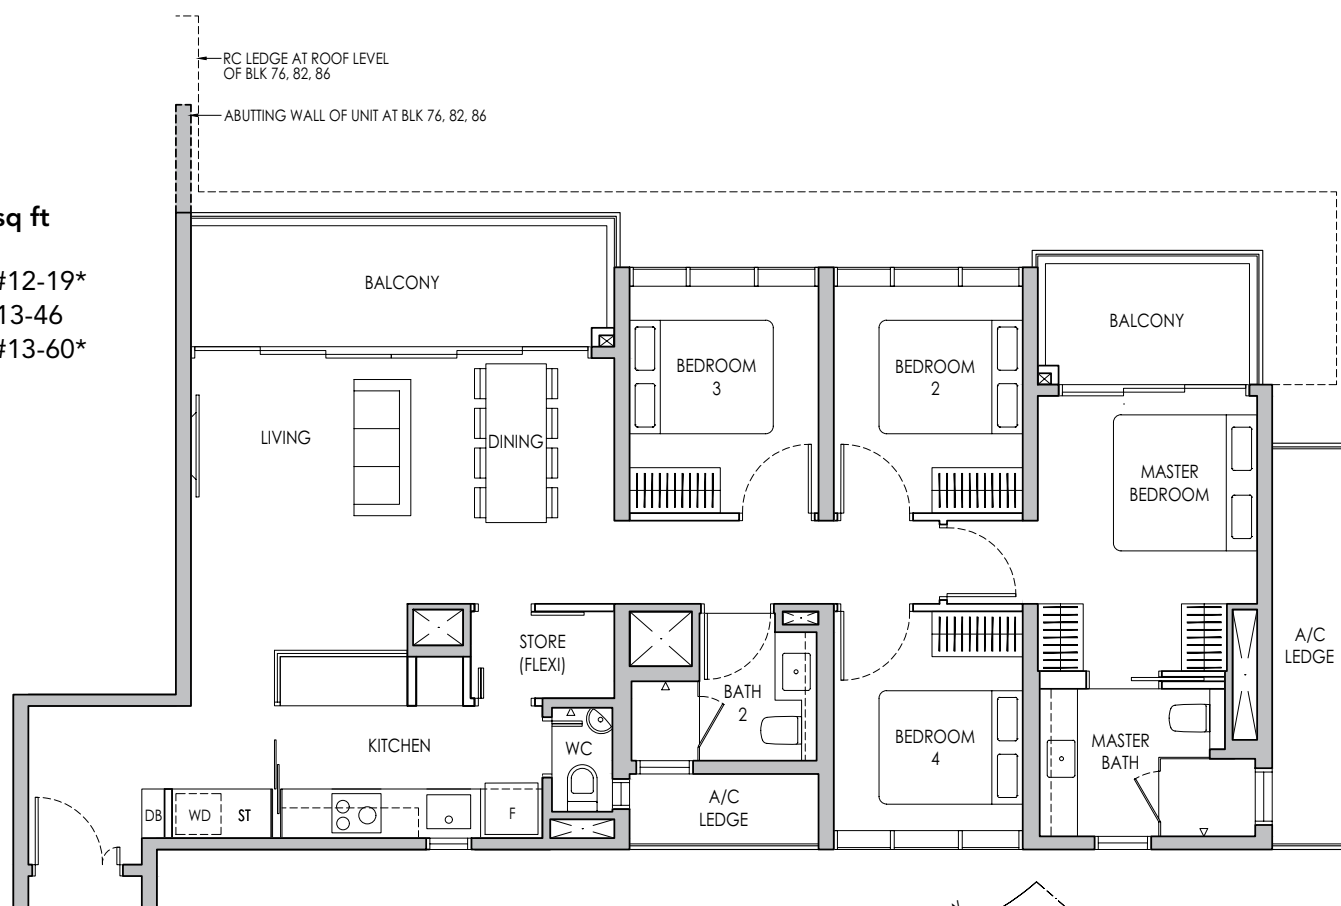 RC LEDGE AT ROOF LEVEL
OF BLK 76, 82, 86
ABUTTING WALL OF UNIT AT BLK 76, 82, 86
sq ft
#12-19*
13-46
#13-60*
BALCONY
BALCONY
BEDROOM
3
BEDROOM
2
LIVING
DINING
MASTER
BEDROOM
STORE
(FLEXI)
A/C
LEDGE
BATH
2
KITCHEN
WC
BEDROOM
4
MASTER
BATH
A/C
LEDGE
DB
WD
ST
F